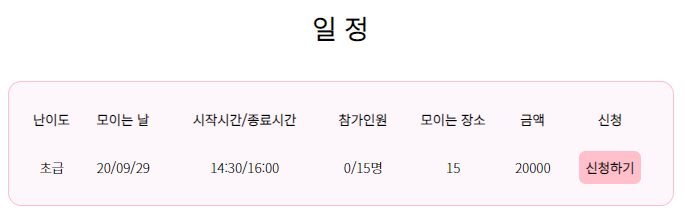 일 정
난이도 모이는 날 시작시간/종료시간 참가인원 모이는 장소 금액 신청
초급 20/09/29 14:30/16:00 0/15명 15 20000 신청하기